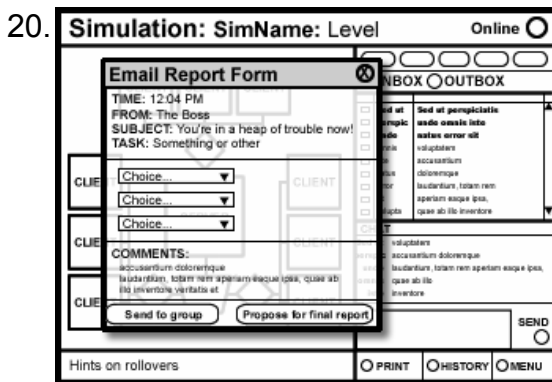 20.
Simulation: SimName: Level Online
Email Report Form
NBOX OUTBOX
TIME: 12:04 PM
FROM: The Boss
SUBJECT: You're in a heap of trouble now!
TASK: Something or other
Sed ut perspiciatis
unde omnis iste
natus error sit
voluptatem
accusantium
doloremque
laudantium, totam rem
aperiam eaque ipsa,
quae ab illo inventore
CLIE
CLIENT
Choice...
Choice...
Choice...
CLIE
CLIENT
CLIE
COMMENTS:
accusantium doloremque
laudantium, totam rem aperiam eaque ipsa, quae ab
illo inventore veritatis et
Send to group Propose for final report
voluptatem
accusantium doloremque
laudantium, totam rem aperiam eaque ipsa,
quae ab illo
inventore
SEND
Hints on rollovers PRINT HISTORY MENU